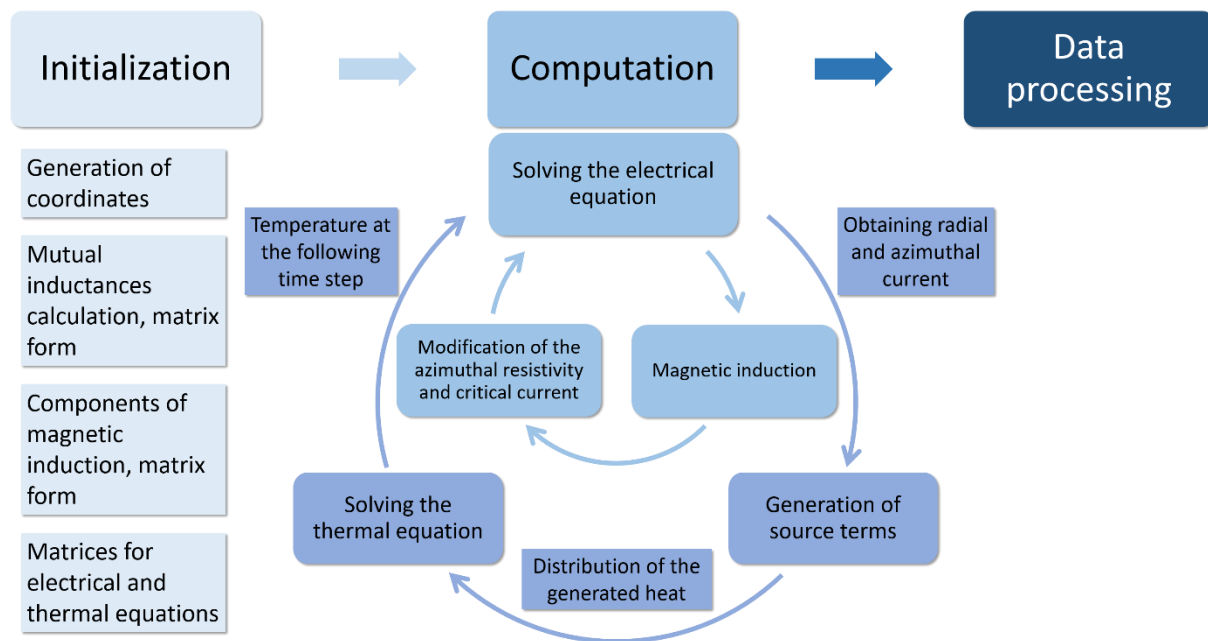 Initialization
Computation
Data
processing
Generation of
coordinates
Mutual
inductances
calculation, matrix
form
Components of
magnetic
induction, matrix
form
Matrices for
electrical and
thermal equations
Solving the electrical
equation
Temperature at
the following
time step
Obtaining radial
and azimuthal
current
Modification of the
azimuthal resistivity
and critical current
Magnetic induction
Solving the
thermal equation
Generation of
source terms
Distribution of the
generated heat